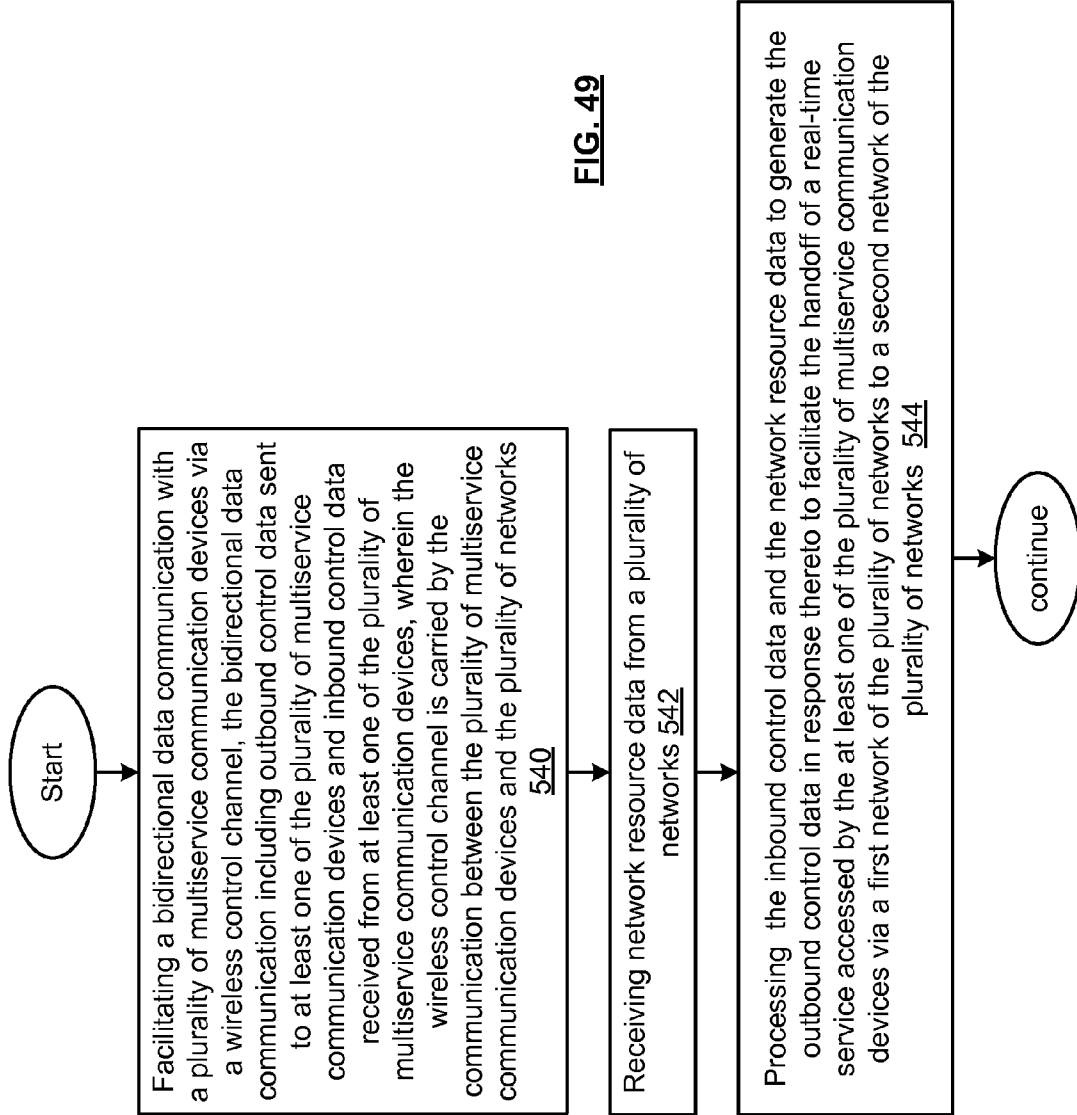 Start
Facilitating a bidirectional data communication with
a plurality of multiservice communication devices via
a wireless control channel, the bidirectional data
communication including outbound control data sent
to at least one of the plurality of multiservice
communication devices and inbound control data
received from at least one of the plurality of
multiservice communication devices, wherein the
wireless control channel is carried by the
communication between the plurality of multiservice
communication devices and the plurality of networks
540
Receiving network resource data from a plurality of
networks 542
Processing the inbound control data and the network resource data to generate the
outbound control data in response thereto to facilitate the handoff of a real-time
service accessed by the at least one of the plurality of multiservice communication
devices via a first network of the plurality of networks to a second network of the
plurality of networks 544
continue
FIG. 49